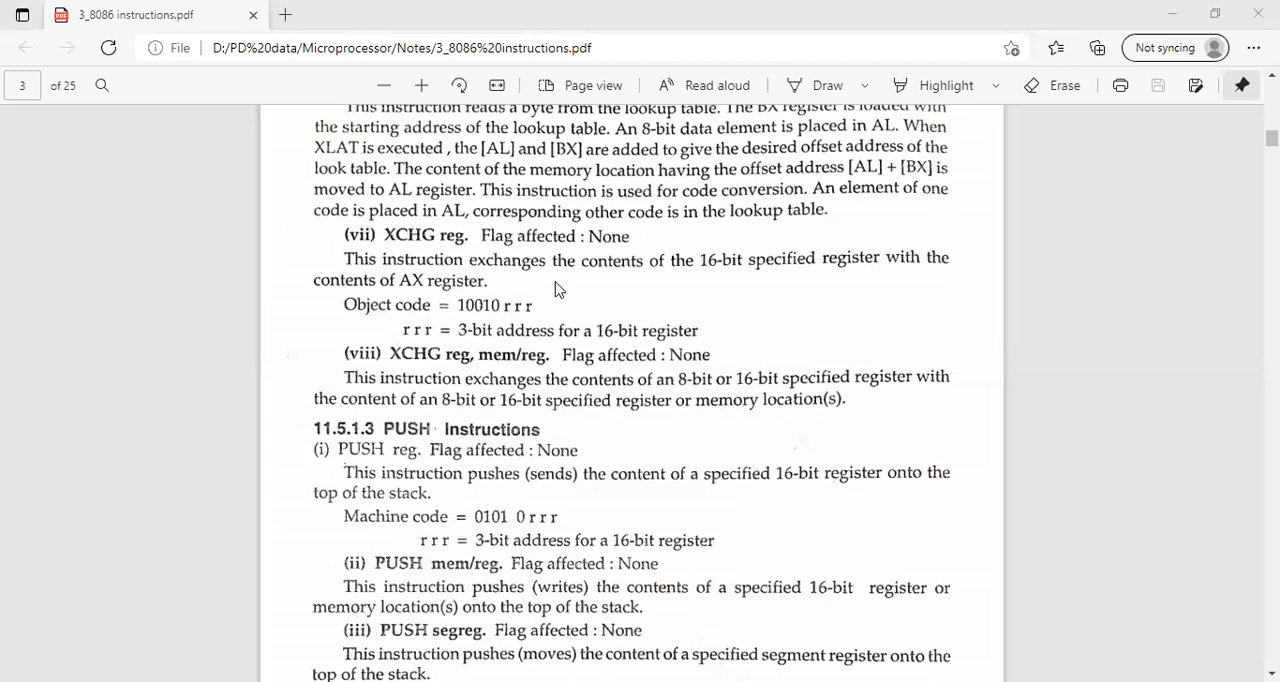 3_8086 instructions.pdf
File
D:/PD%20data/Microprocessor/Notes/3_8086%20instructions.pdf
Not syncing
3 of 25
Page view
Read aloud
Draw
Highlight
Erase
This instruction reads a byte from the lookup table. The BX register is loaded with
the starting address of the lookup table. An 8-bit data element is placed in AL. When
XLAT is executed , the [AL] and [BX] are added to give the desired offset address of the
look table. The content of the memory location having the offset address [AL] + [BX] is
moved to AL register. This instruction is used for code conversion. An element of one
code is placed in AL, corresponding other code is in the lookup table.
(vii) XCHG reg. Flag affected : None
This instruction exchanges the contents of the 16-bit specified register with the
contents of AX register.
Object code = 10010 r r r
r r r = 3-bit address for a 16-bit register
(viii) XCHG reg, mem/reg. Flag affected : None
This instruction exchanges the contents of an 8-bit or 16-bit specified register with
the content of an 8-bit or 16-bit specified register or memory location(s).
11.5.1.3 PUSH Instructions
(i) PUSH reg. Flag affected : None
This instruction pushes (sends) the content of a specified 16-bit register onto the
top of the stack.
Machine code = 0101 0 r r r
r r r = 3-bit address for a 16-bit register
(ii) PUSH mem/reg. Flag affected : None
This instruction pushes (writes) the contents of a specified 16-bit register or
memory location(s) onto the top of the stack.
(iii) PUSH segreg. Flag affected : None
This instruction pushes (moves) the content of a specified segment register onto the
top of the stack.